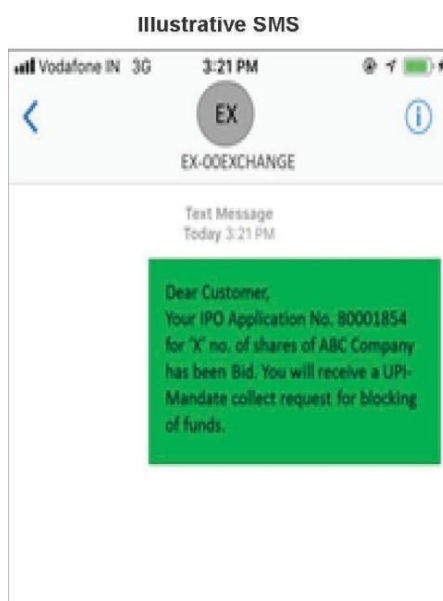 Illustrative SMS
Vodafone IN 3G 3:21 PM
EX
EX-00EXCHANGE
Text Message
Today 3:21 PM
Dear Customer,
Your IPO Application No. 80001854
for 'X' no. of shares of ABC Company
has been Bid. You will receive a UPI-
Mandate collect request for blocking
of funds.